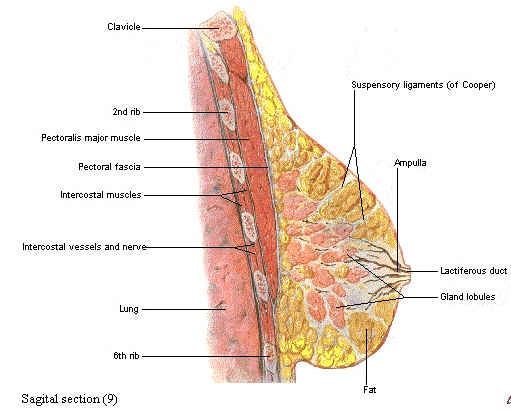 Clavicle
2nd rib
Pectoralis major muscle
Pectoral fascia
Intercostal muscles
Intercostal vessels and nerve
Lung
6th rib
Suspensory ligaments (of Cooper)
Ampulla
Lactiferous duct
Gland lobules
Fat
Sagital section (9)